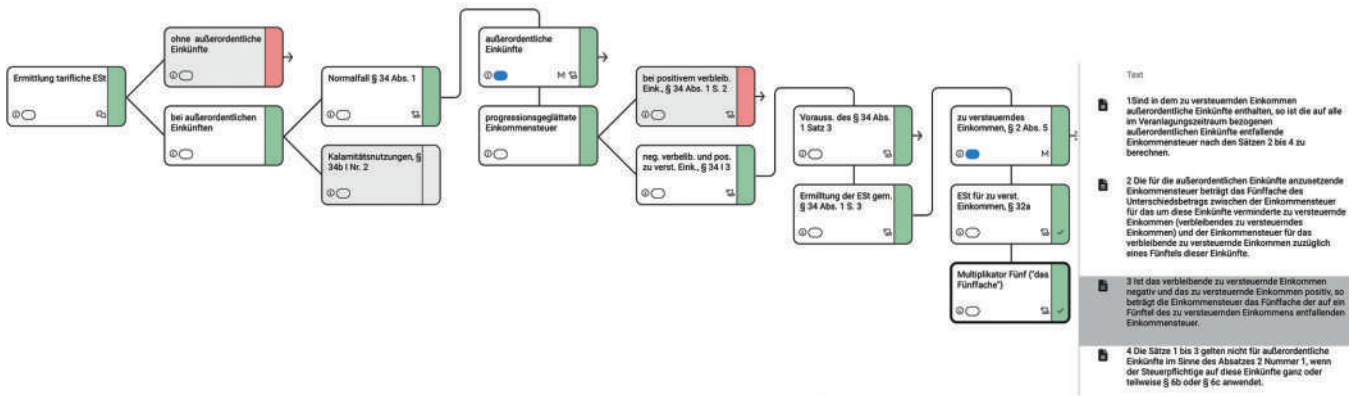 Ermittlung tarifliche ESt
ohne außerordentliche
Einkünfte
bei außerordentlichen
Einkünften
Normalfall § 34 Abs. 1
Kalamitätsnutzungen, §
34b I Nr. 2
außerordentliche
Einkünfte
M
progressionsgeglättete
Einkommensteuer
bei positivem verbleib.
Eink., § 34 Abs. 1 S. 2
neg. verbelib. und pos.
zu verst. Eink., § 34 I 3
Vorauss. des § 34 Abs.
1 Satz 3
Ermilltung der ESt gem.
§ 34 Abs. 1 S. 3
zu versteuerndes
Einkommen, § 2 Abs. 5
M
ESt für zu verst.
Einkommen, § 32a
Multiplikator Fünf ("das
Fünffache")
Text
1Sind in dem zu versteuernden Einkommen
außerordentliche Einkünfte enthalten, so ist die auf alle
im Veranlagungszeitraum bezogenen
außerordentlichen Einkünfte entfallende
Einkommensteuer nach den Sätzen 2 bis 4 zu
berechnen.
2 Die für die außerordentlichen Einkünfte anzusetzende
Einkommensteuer beträgt das Fünffache des
Unterschiedsbetrags zwischen der Einkommensteuer
für das um diese Einkünfte verminderte zu versteuernde
Einkommen (verbleibendes zu versteuerndes
Einkommen) und der Einkommensteuer für das
verbleibende zu versteuernde Einkommen zuzüglich
eines Fünftels dieser Einkünfte.
3 Ist das verbleibende zu versteuernde Einkommen
negativ und das zu versteuernde Einkommen positiv, so
beträgt die Einkommensteuer das Fünffache der auf ein
Fünftel des zu versteuernden Einkommens entfallenden
Einkommensteuer.
4 Die Sätze 1 bis 3 gelten nicht für außerordentliche
Einkünfte im Sinne des Absatzes 2 Nummer 1, wenn
der Steuerpflichtige auf diese Einkünfte ganz oder
teilweise § 6b oder § 6c anwendet.